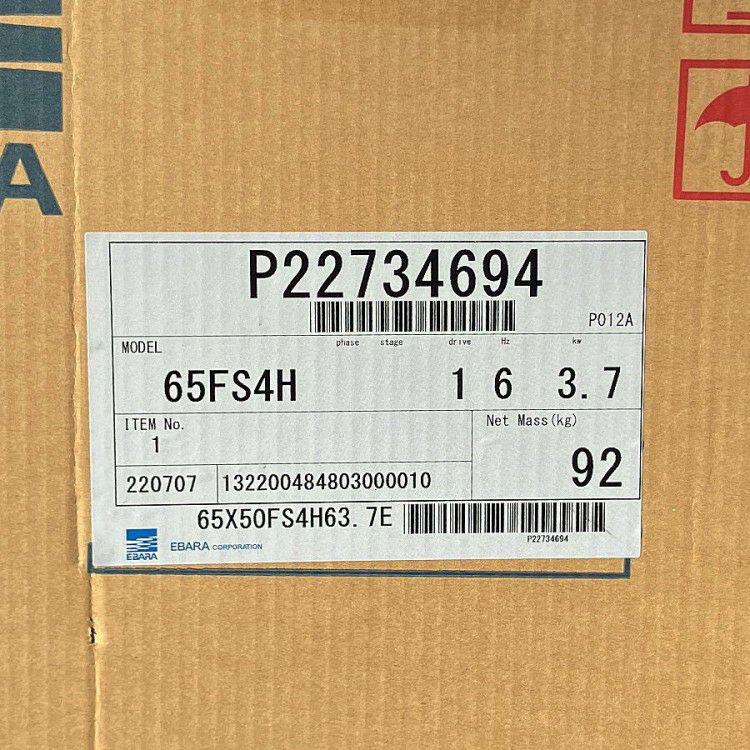 A
P22734694
P012A
MODEL phase stage drive Hz kw
65FS4H 1 6 3.7
ITEM No. Net Mass(kg)
1
92
220707 132200484803000010
65X50FS4H63.7E
P22734694
EBARA EBARA CORPORATION